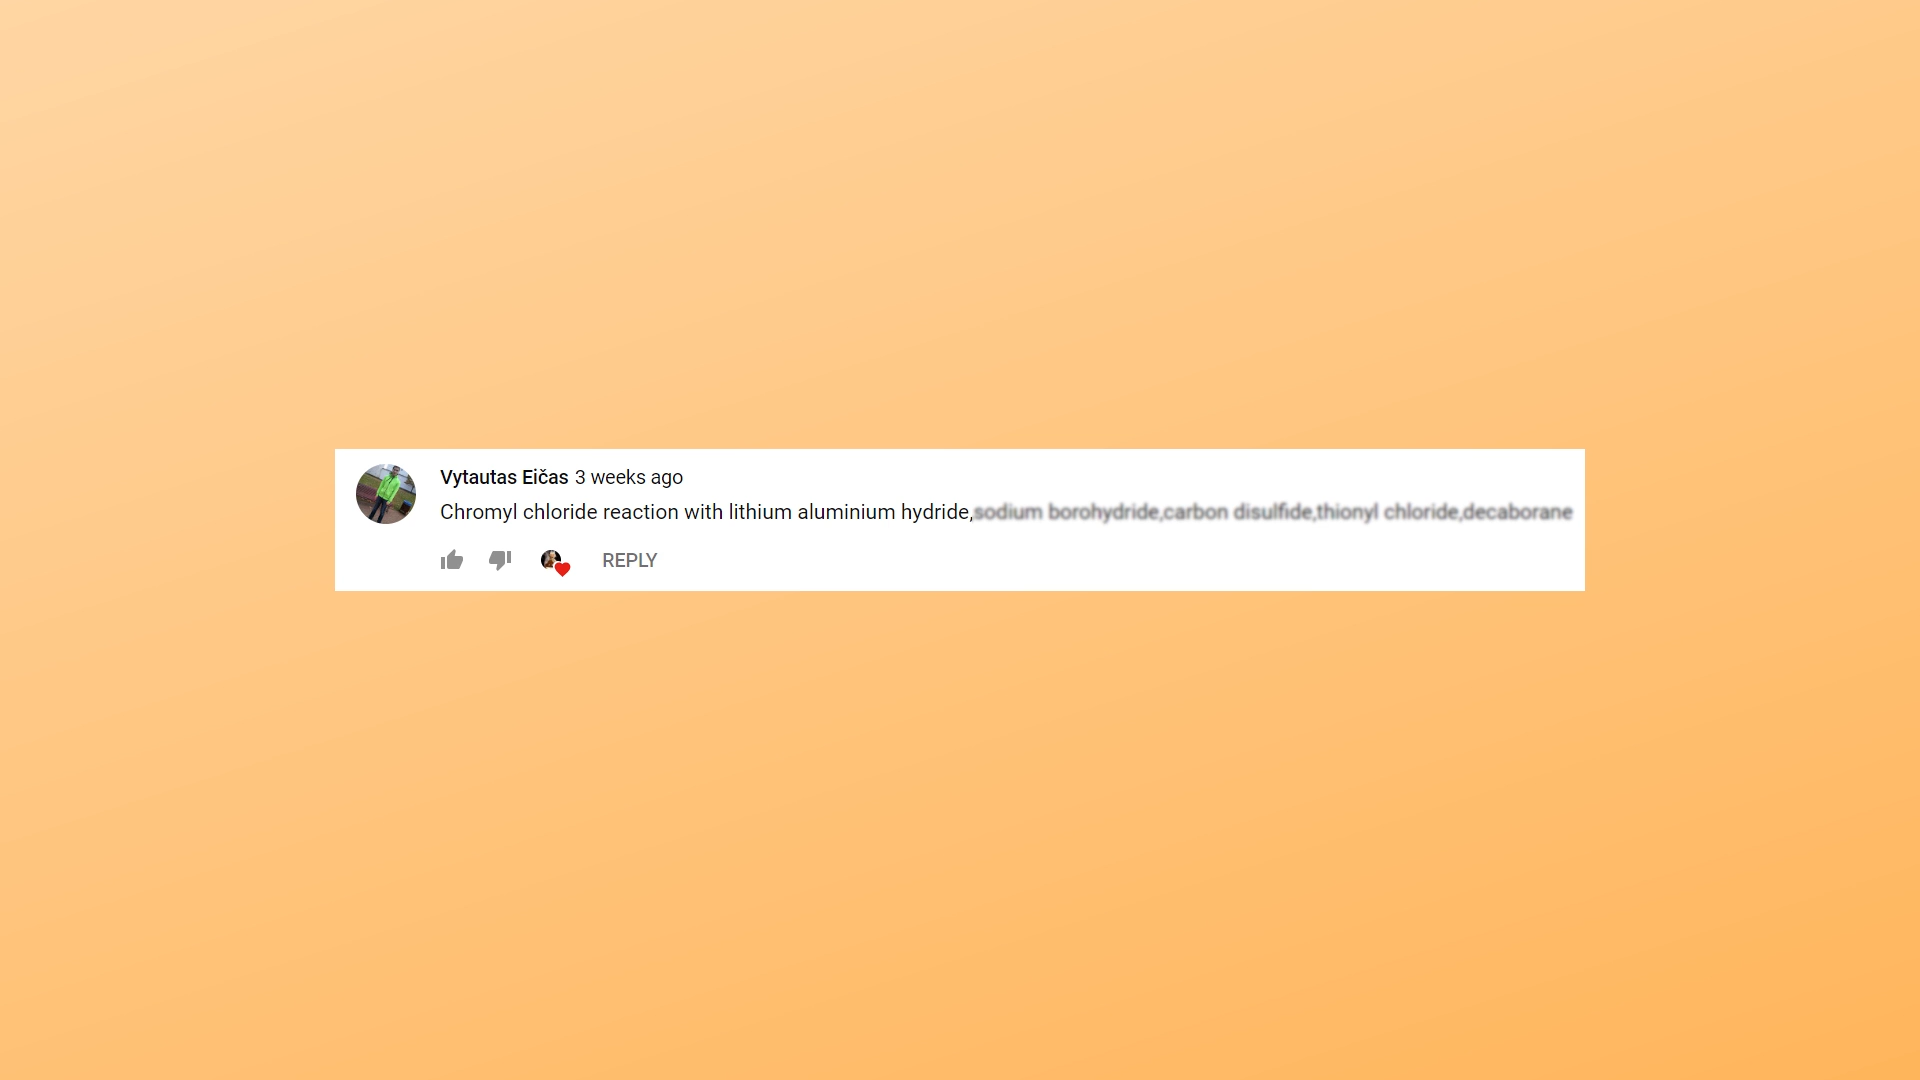 Vytautas Eičas 3 weeks ago
Chromyl chloride reaction with lithium aluminium hydride,sodium borohydride,carbon disulfide,thionyl chloride,decaborane
REPLY